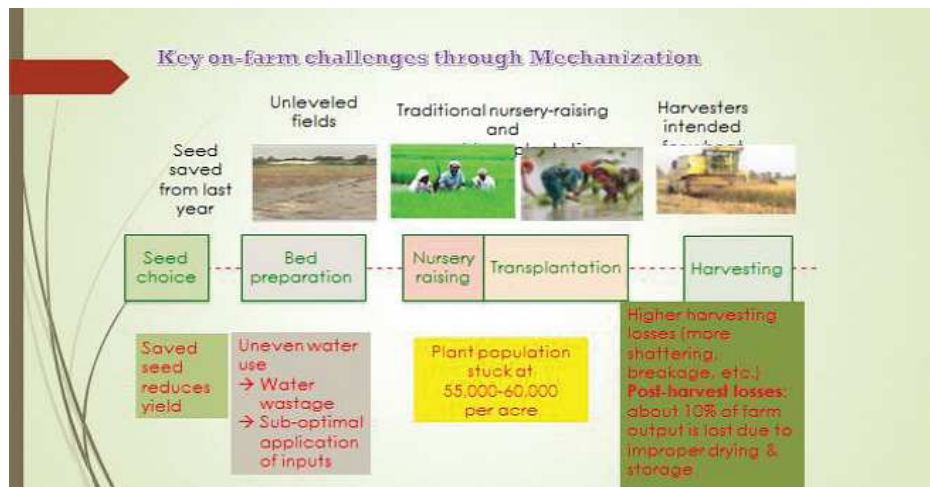 Key on-farm challenges through Mechanization
Unleveled
fields
Traditional nursery-raising
and
Harvesters
intended
Seed
saved
from last
year
Seed
choice
Bed
preparation
Nursery
raising
Transplantation
Harvesting
Saved
seed
reduces
yield
Uneven water
use
→ Water
wastage
→ Sub-optimal
application
of inputs
Plant population
stuck at
55,000-60,000
per acre
Higher harvesting
losses (more
shattering,
breakage, etc.)
Post-harvest losses:
about 10% of farm
output is lost due to
improper drying &
storage